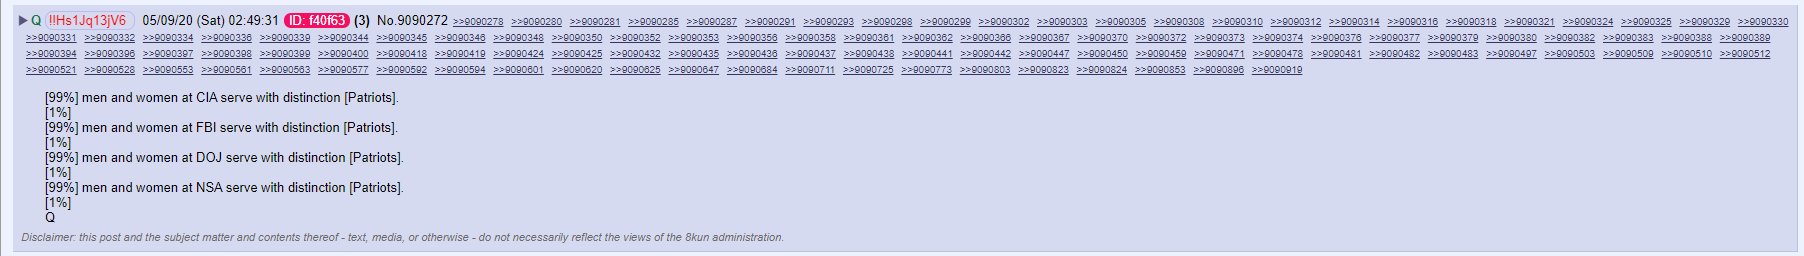 ▶ Q !!Hs1Jq13jV6 05/09/20 (Sat) 02:49:31 ID: f40f63 (3) No.9090272 >>9090278 >>9090280 >>9090281 >>9090285 >>9090287 >>9090291 >>9090293 >>9090298 >>9090299 >>9090302 >>9090303 >>9090305 >>9090308 >>9090310 >>9090312 >>9090314 >>9090316 >>9090318 >>9090321 >>9090324 >>9090325 >>9090329 >>9090330
>>9090331 >>9090332 >>9090334 >>9090336 >>9090339 >>9090344 >>9090345 >>9090346 >>9090348 >>9090350 >>9090352 >>9090353 >>9090356 >>9090358 >>9090361 >>9090362 >>9090366 >>9090367 >>9090370 >>9090372 >>9090373 >>9090374 >>9090376 >>9090377 >>9090379 >>9090380 >>9090382 >>9090383 >>9090388 >>9090389
>>9090394 >>9090396 >>9090397 >>9090398 >>9090399 >>9090400 >>9090418 >>9090419 >>9090424 >>9090425 >>9090432 >>9090435 >>9090436 >>9090437 >>9090438 >>9090441 >>9090442 >>9090447 >>9090450 >>9090459 >>9090471 >>9090478 >>9090481 >>9090482 >>9090483 >>9090497 >>9090503 >>9090509 >>9090510 >>9090512
>>9090521 >>9090528 >>9090553 >>9090561 >>9090563 >>9090577 >>9090592 >>9090594 >>9090601 >>9090620 >>9090625 >>9090647 >>9090684 >>9090711 >>9090725 >>9090773 >>9090803 >>9090823 >>9090824 >>9090853 >>9090896 >>9090919
[99%] men and women at CIA serve with distinction [Patriots].
[1%]
[99%] men and women at FBI serve with distinction [Patriots].
[1%]
[99%] men and women at DOJ serve with distinction [Patriots].
[1%]
[99%] men and women at NSA serve with distinction [Patriots].
[1%]
Q
Disclaimer: this post and the subject matter and contents thereof - text, media, or otherwise - do not necessarily reflect the views of the 8kun administration.